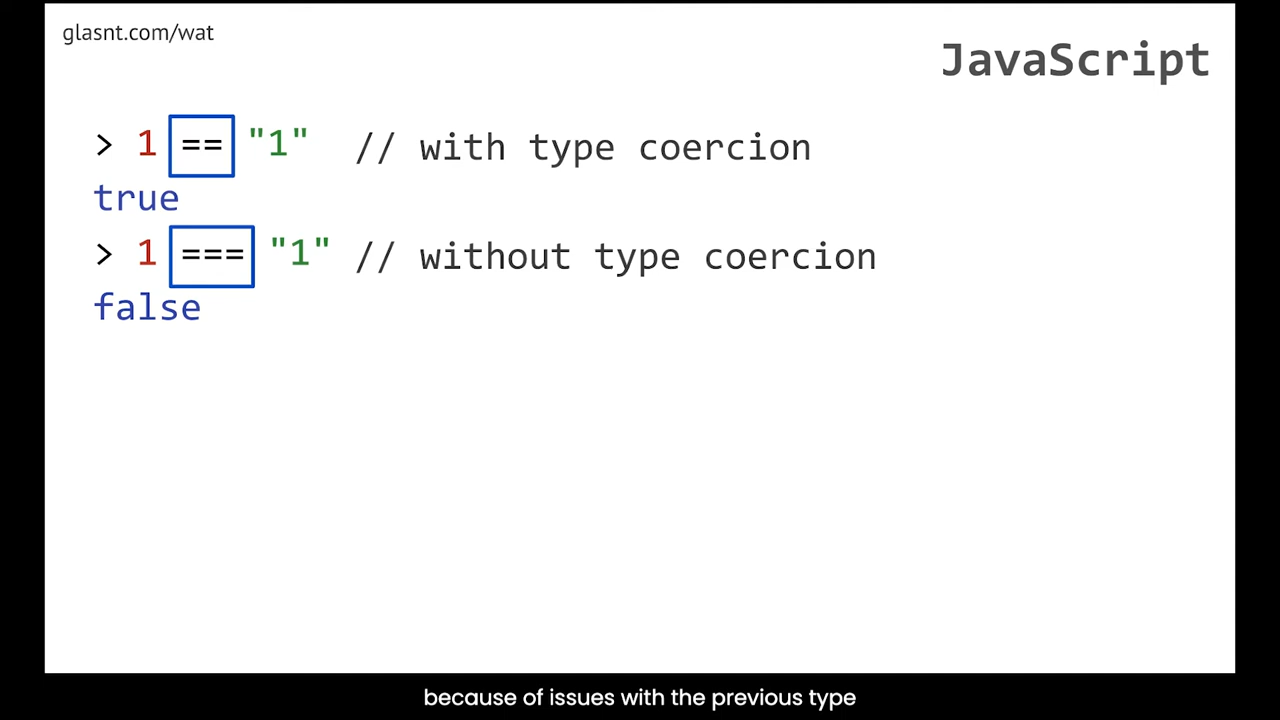 glasnt.com/wat
JavaScript
> 1 == "1" // with type coercion
true
> 1 === "1" // without type coercion
false
because of issues with the previous type